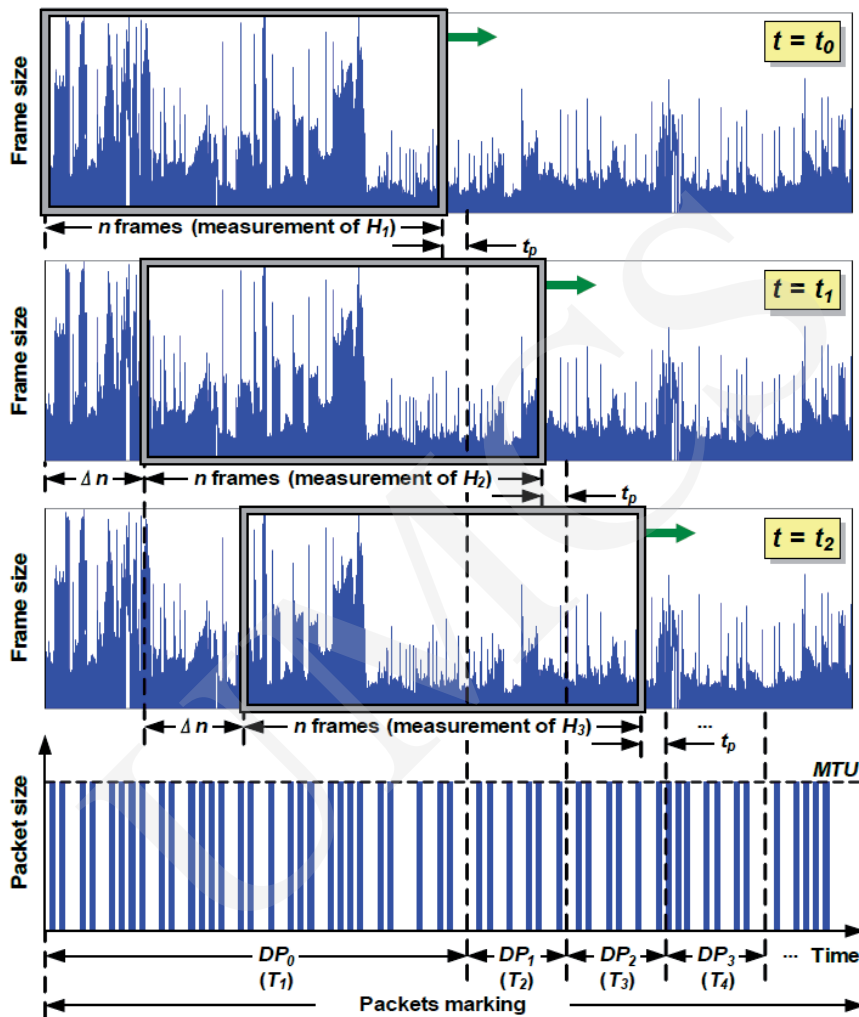 Frame size
t = t0
n frames (measurement of H1)
tp
Frame size
t = t1
Δ n
n frames (measurement of H2)
tp
Frame size
t = t2
Δ n
n frames (measurement of H3)
...
tp
Packet size
MTU
DP0
(T1)
DP1
(T2)
DP2
(T3)
DP3
(T4)
... Time
Packets marking
UMCS